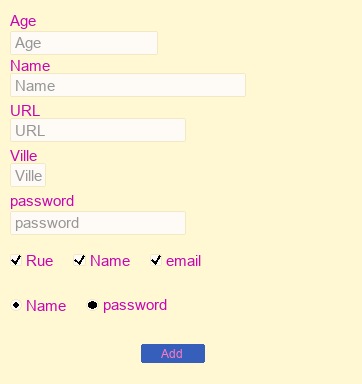 Age
Age
Name
Name
URL
URL
Ville
Ville
password
password
Rue Name email
Name password
Add